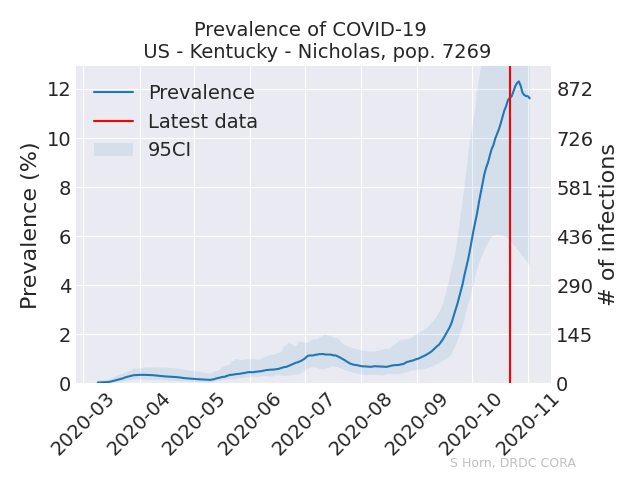 Prevalence of COVID-19
US - Kentucky - Nicholas, pop. 7269
Prevalence
Latest data
95CI
Prevalence (%)
12
10
8
6
4
2
0
872
726
581
436
290
145
0
# of infections
2020-03
2020-04
2020-05
2020-06
2020-07
2020-08
2020-09
2020-10
2020-11
S Horn, DRDC CORA